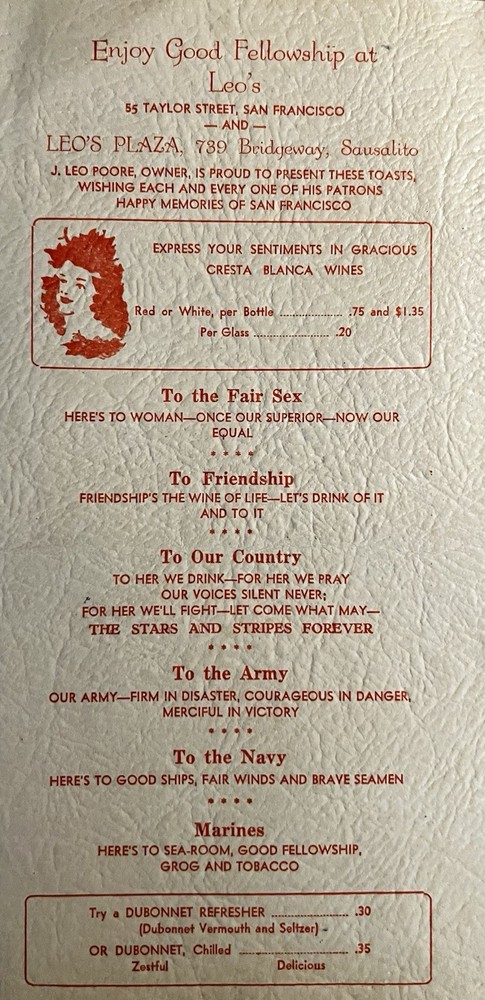 Enjoy Good Fellowship at
Leo's
55 TAYLOR STREET, SAN FRANCISCO
— AND —
LEO'S PLAZA, 739 Bridgeway, Sausalito
J. LEO POORE, OWNER, IS PROUD TO PRESENT THESE TOASTS,
WISHING EACH AND EVERY ONE OF HIS PATRONS
HAPPY MEMORIES OF SAN FRANCISCO
EXPRESS YOUR SENTIMENTS IN GRACIOUS
CRESTA BLANCA WINES
Red or White, per Bottle .................... .75 and $1.35
Per Glass ........................ .20
To the Fair Sex
HERE'S TO WOMAN—ONCE OUR SUPERIOR—NOW OUR
EQUAL
* * * *
To Friendship
FRIENDSHIP'S THE WINE OF LIFE—LET'S DRINK OF IT
AND TO IT
* * * *
To Our Country
TO HER WE DRINK—FOR HER WE PRAY
OUR VOICES SILENT NEVER;
FOR HER WE'LL FIGHT—LET COME WHAT MAY—
THE STARS AND STRIPES FOREVER
* * * *
To the Army
OUR ARMY—FIRM IN DISASTER, COURAGEOUS IN DANGER,
MERCIFUL IN VICTORY
* * * *
To the Navy
HERE'S TO GOOD SHIPS, FAIR WINDS AND BRAVE SEAMEN
* * * *
Marines
HERE'S TO SEA-ROOM, GOOD FELLOWSHIP,
GROG AND TOBACCO
Try a DUBONNET REFRESHER ........................ .30
(Dubonnet Vermouth and Seltzer)
OR DUBONNET, Chilled ................................ .35
Zestful Delicious